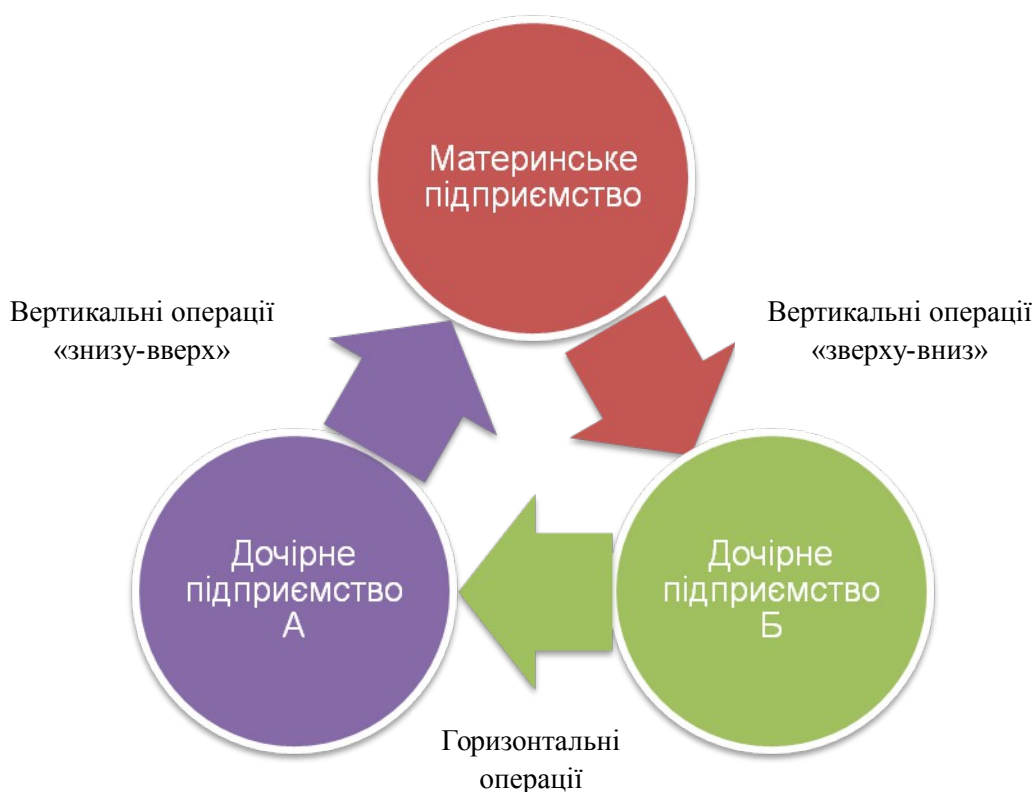 Материнське
підприємство
Вертикальні операції
«знизу-вверх»
Вертикальні операції
«зверху-вниз»
Дочірне
підприємство
А
Дочірне
підприємство
Б
Горизонтальні
операції